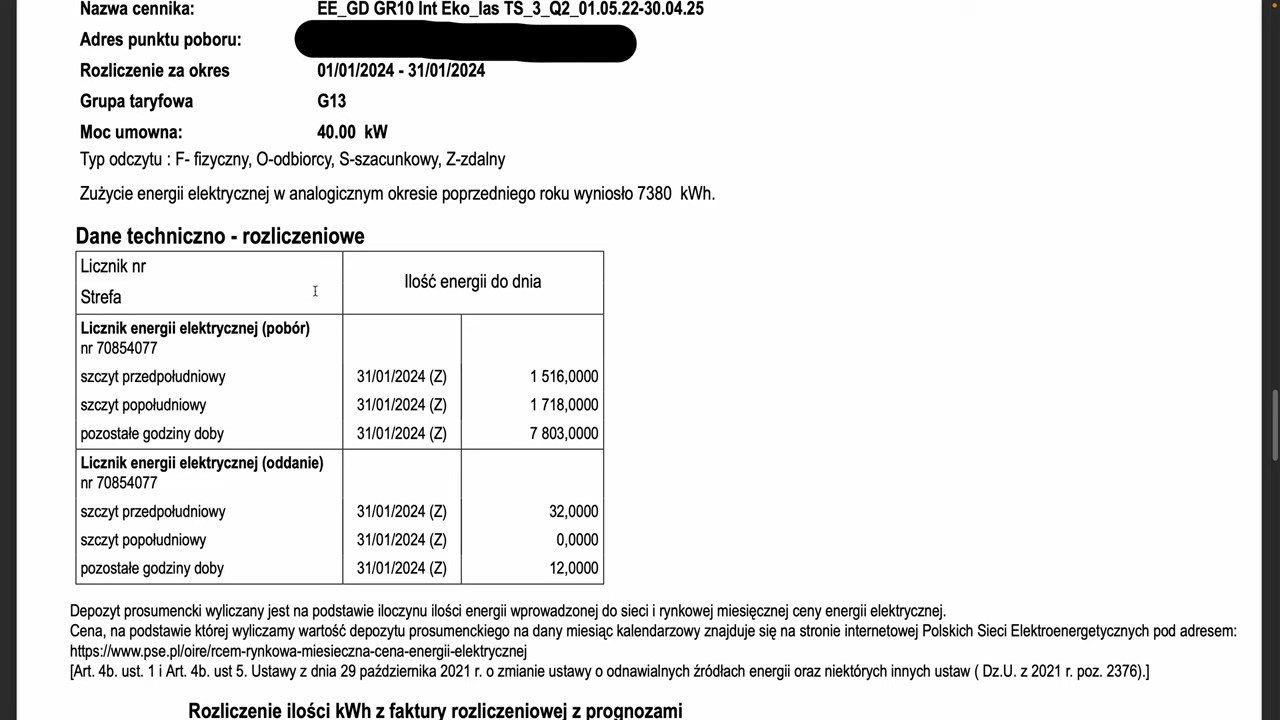 Nazwa cennika: EE_GD GR10 Int Eko_las TS_3_Q2_01.05.22-30.04.25
Adres punktu poboru:
Rozliczenie za okres 01/01/2024 - 31/01/2024
Grupa taryfowa G13
Moc umowna: 40.00 kW
Typ odczytu : F- fizyczny, O-odbiorcy, S-szacunkowy, Z-zdalny
Zużycie energii elektrycznej w analogicznym okresie poprzedniego roku wyniosło 7380 kWh.
Dane techniczno - rozliczeniowe
Licznik nr
Strefa
Ilość energii do dnia
Licznik energii elektrycznej (pobór)
nr 70854077
szczyt przedpołudniowy 31/01/2024 (Z) 1 516,0000
szczyt popołudniowy 31/01/2024 (Z) 1 718,0000
pozostałe godziny doby 31/01/2024 (Z) 7 803,0000
Licznik energii elektrycznej (oddanie)
nr 70854077
szczyt przedpołudniowy 31/01/2024 (Z) 32,0000
szczyt popołudniowy 31/01/2024 (Z) 0,0000
pozostałe godziny doby 31/01/2024 (Z) 12,0000
Depozyt prosumencki wyliczany jest na podstawie iloczynu ilości energii wprowadzonej do sieci i rynkowej miesięcznej ceny energii elektrycznej.
Cena, na podstawie której wyliczamy wartość depozytu prosumenckiego na dany miesiąc kalendarzowy znajduje się na stronie internetowej Polskich Sieci Elektroenergetycznych pod adresem:
https://www.pse.pl/oire/rcem-rynkowa-miesieczna-cena-energii-elektrycznej
[Art. 4b. ust. 1 i Art. 4b. ust 5. Ustawy z dnia 29 października 2021 r. o zmianie ustawy o odnawialnych źródłach energii oraz niektórych innych ustaw ( Dz.U. z 2021 r. poz. 2376).]
Rozliczenie ilości kWh z faktury rozliczeniowej z prognozami